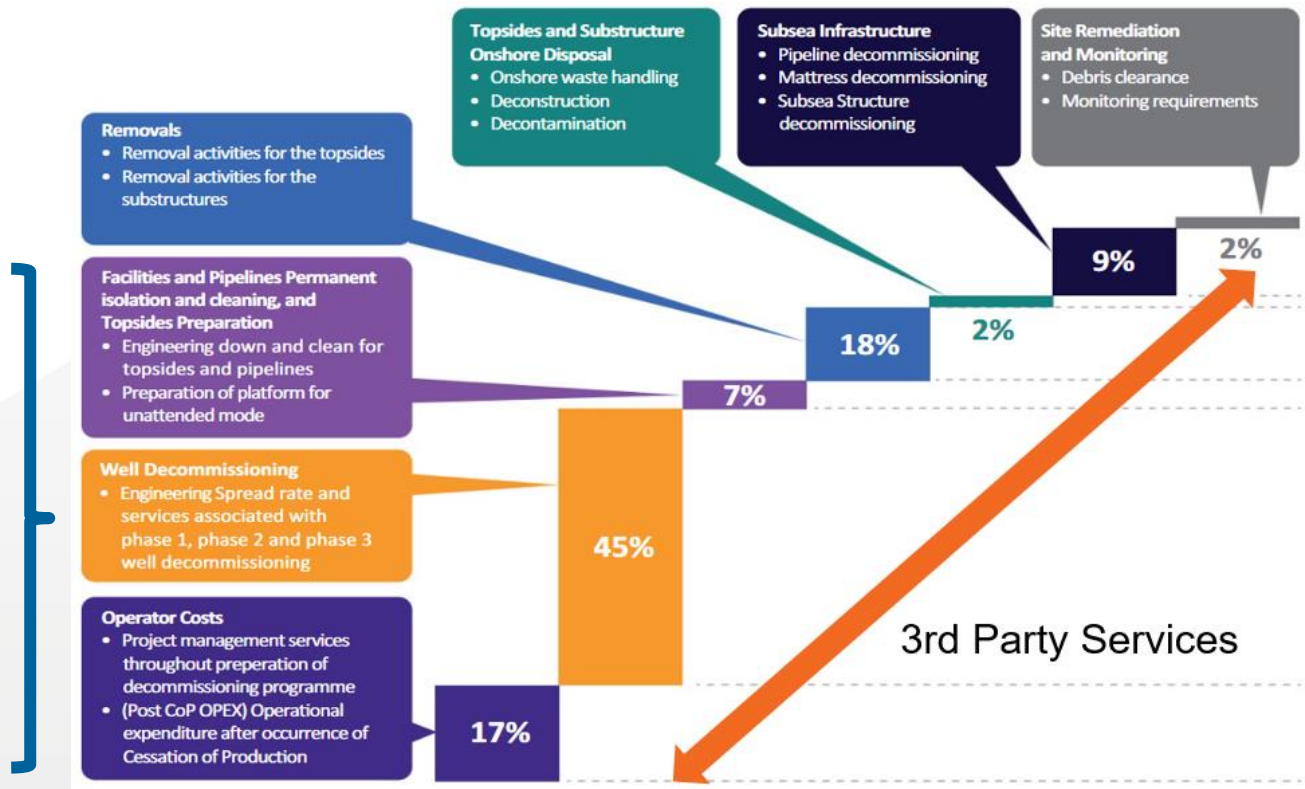 Topsides and Substructure
Onshore Disposal
• Onshore waste handling
• Deconstruction
• Decontamination
Subsea Infrastructure
• Pipeline decommissioning
• Mattress decommissioning
• Subsea Structure
decommissioning
Site Remediation
and Monitoring
• Debris clearance
• Monitoring requirements
Removals
• Removal activities for the topsides
• Removal activities for the
substructures
Facilities and Pipelines Permanent
isolation and cleaning, and
Topsides Preparation
• Engineering down and clean for
topsides and pipelines
• Preparation of platform for
unattended mode
Well Decommissioning
• Engineering Spread rate and
services associated with
phase 1, phase 2 and phase 3
well decommissioning
Operator Costs
• Project management services
throughout preperation of
decommissioning programme
• (Post CoP OPEX) Operational
expenditure after occurrence of
Cessation of Production
17%
45%
7%
18%
2%
9%
2%
3rd Party Services